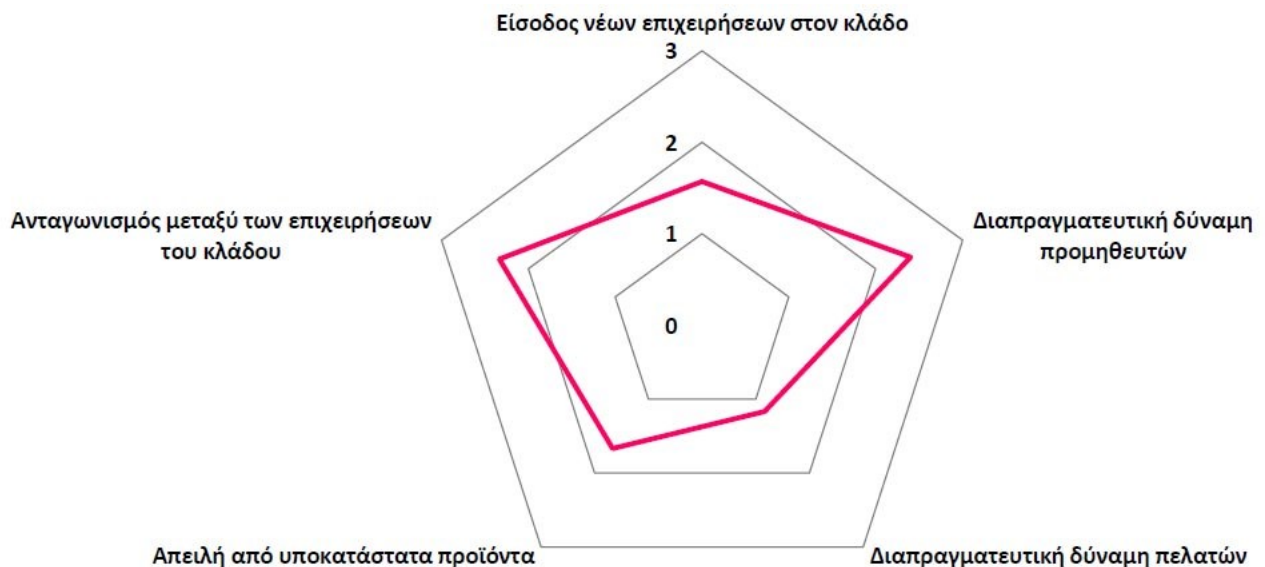 Είσοδος νέων επιχειρήσεων στον κλάδο
3
2
Ανταγωνισμός μεταξύ των επιχειρήσεων
του κλάδου
Διαπραγματευτική δύναμη
προμηθευτών
1
0
Απειλή από υποκατάστατα προϊόντα
Διαπραγματευτική δύναμη πελατών